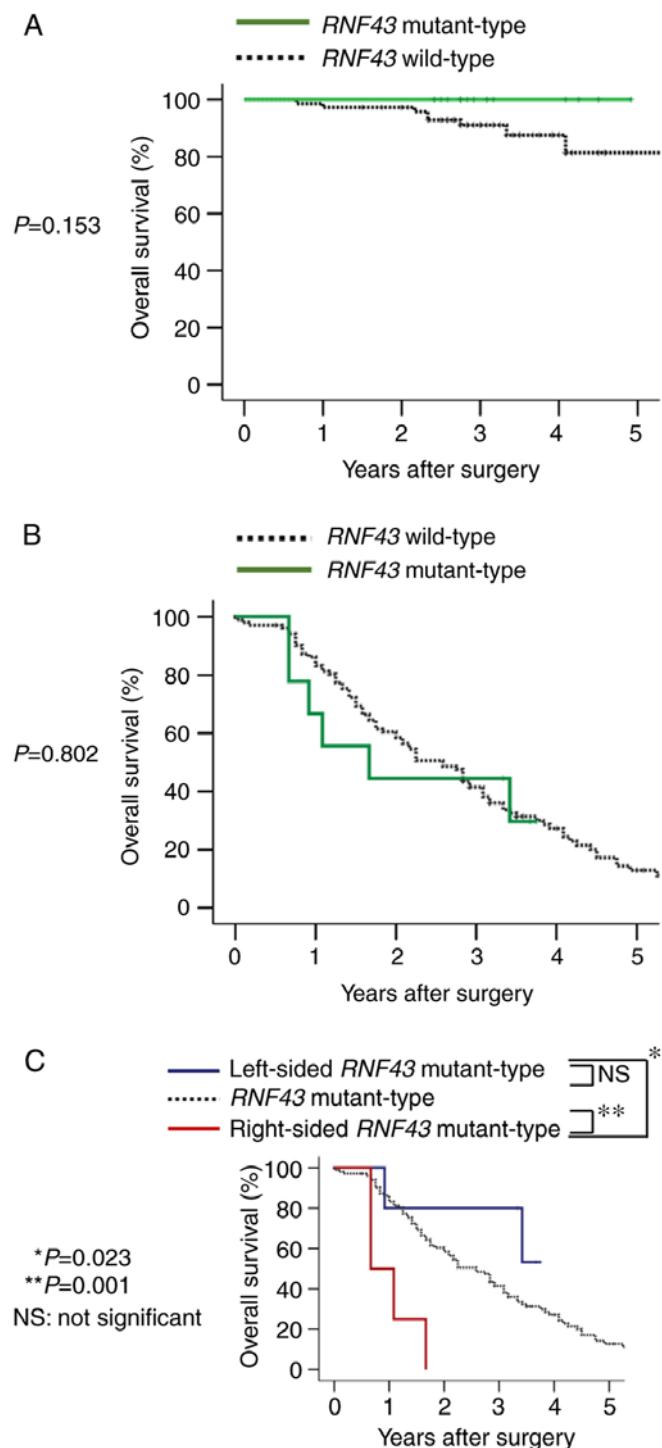 A
RNF43 mutant-type
RNF43 wild-type
P=0.153
Overall survival (%)
100
80
60
40
20
0
0 1 2 3 4 5
Years after surgery
B
RNF43 wild-type
RNF43 mutant-type
P=0.802
Overall survival (%)
100
80
60
40
20
0
0 1 2 3 4 5
Years after surgery
C
Left-sided RNF43 mutant-type
RNF43 mutant-type
Right-sided RNF43 mutant-type
*
NS
**
*P=0.023
**P=0.001
NS: not significant
Overall survival (%)
100
80
60
40
20
0
0 1 2 3 4 5
Years after surgery